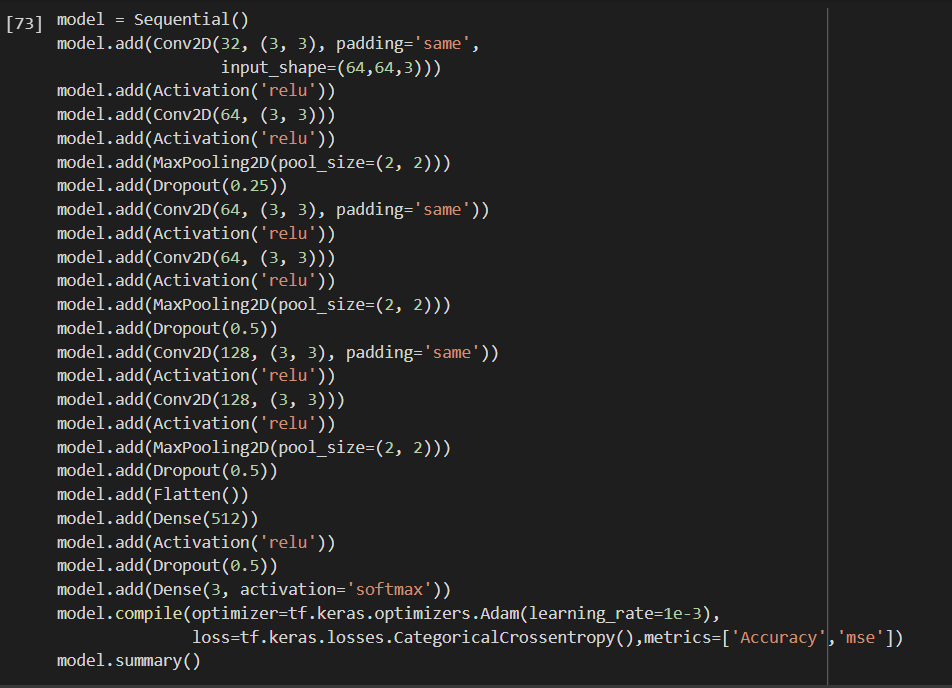 [73] model = Sequential()
model.add(Conv2D(32, (3, 3), padding='same',
                 input_shape=(64,64,3)))
model.add(Activation('relu'))
model.add(Conv2D(64, (3, 3)))
model.add(Activation('relu'))
model.add(MaxPooling2D(pool_size=(2, 2)))
model.add(Dropout(0.25))
model.add(Conv2D(64, (3, 3), padding='same'))
model.add(Activation('relu'))
model.add(Conv2D(64, (3, 3)))
model.add(Activation('relu'))
model.add(MaxPooling2D(pool_size=(2, 2)))
model.add(Dropout(0.5))
model.add(Conv2D(128, (3, 3), padding='same'))
model.add(Activation('relu'))
model.add(Conv2D(128, (3, 3)))
model.add(Activation('relu'))
model.add(MaxPooling2D(pool_size=(2, 2)))
model.add(Dropout(0.5))
model.add(Flatten())
model.add(Dense(512))
model.add(Activation('relu'))
model.add(Dropout(0.5))
model.add(Dense(3, activation='softmax'))
model.compile(optimizer=tf.keras.optimizers.Adam(learning_rate=1e-3),
              loss=tf.keras.losses.CategoricalCrossentropy(),metrics=['Accuracy','mse'])
model.summary()